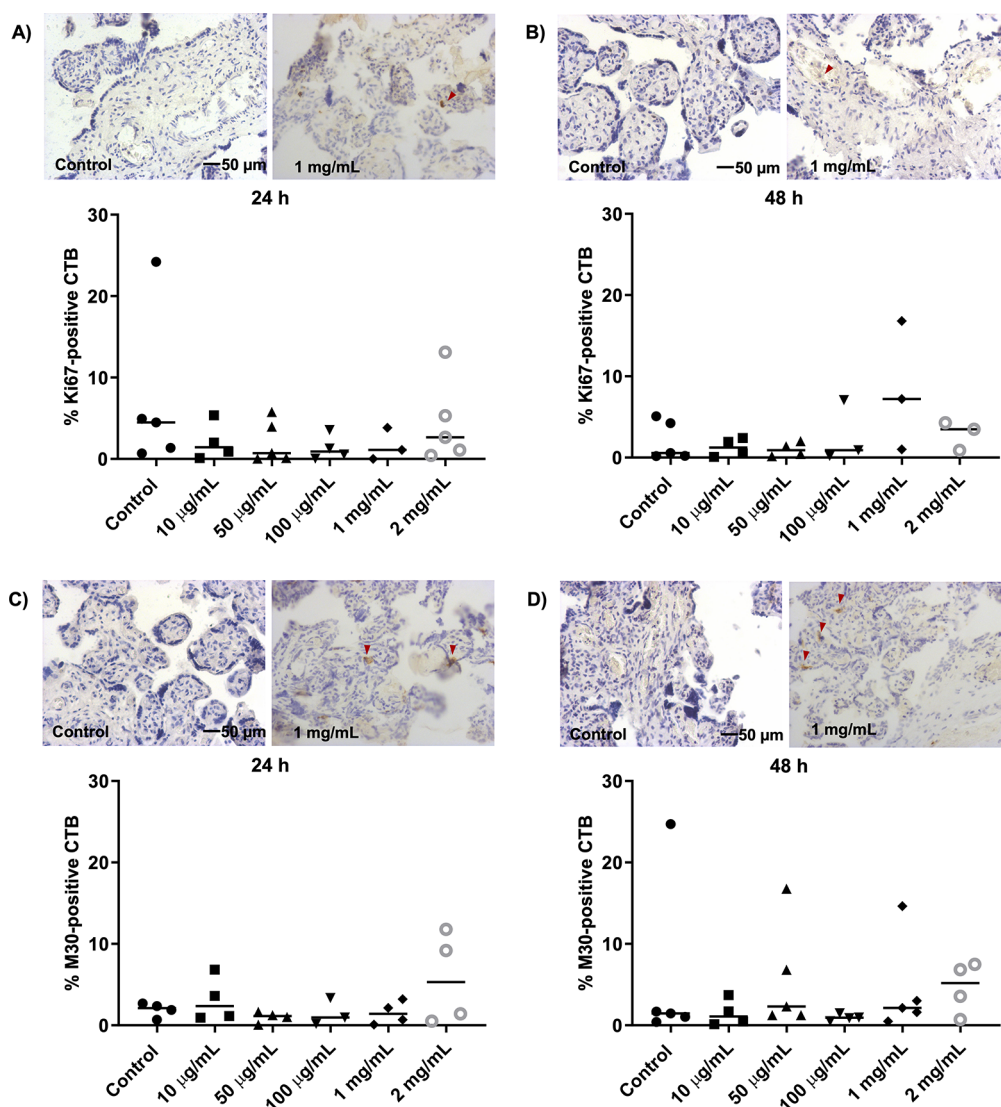 A)
Control
50 µm
1 mg/mL
24 h
% Ki67-positive CTB
30
20
10
0
Control
10 µg/mL
50 µg/mL
100 µg/mL
1 mg/mL
2 mg/mL
B)
Control
50 µm
1 mg/mL
48 h
% Ki67-positive CTB
30
20
10
0
Control
10 µg/mL
50 µg/mL
100 µg/mL
1 mg/mL
2 mg/mL
C)
Control
50 µm
1 mg/mL
24 h
% M30-positive CTB
30
20
10
0
Control
10 µg/mL
50 µg/mL
100 µg/mL
1 mg/mL
2 mg/mL
D)
Control
50 µm
1 mg/mL
48 h
% M30-positive CTB
30
20
10
0
Control
10 µg/mL
50 µg/mL
100 µg/mL
1 mg/mL
2 mg/mL